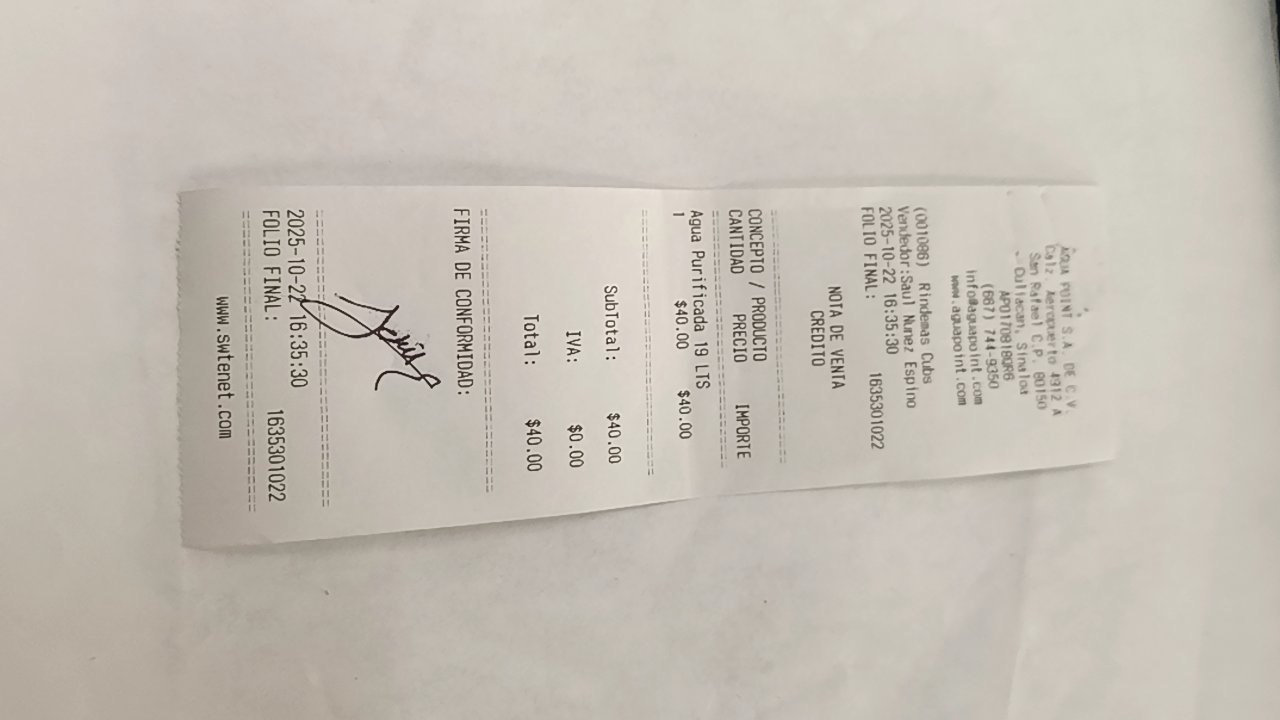 AQUA POINT S.A. DE C.V.
Calz. Aeropuerto 4912 A
San Rafael C.P. 80150
Culiacan, Sinaloa
APO170818QR6
(667) 744-9350
info@aguapoint.com
www.aguapoint.com
(001086) Rindemas Cubs
Vendedor:Saul Nunez Espino
2025-10-22 16:35:30
FOLIO FINAL: 1635301022
NOTA DE VENTA
CREDITO
CONCEPTO / PRODUCTO
CANTIDAD PRECIO IMPORTE
Agua Purificada 19 LTS
1 $40.00 $40.00
SubTotal: $40.00
IVA: $0.00
Total: $40.00
FIRMA DE CONFORMIDAD:
2025-10-22 16:35:30
FOLIO FINAL: 1635301022
www.swtenet.com